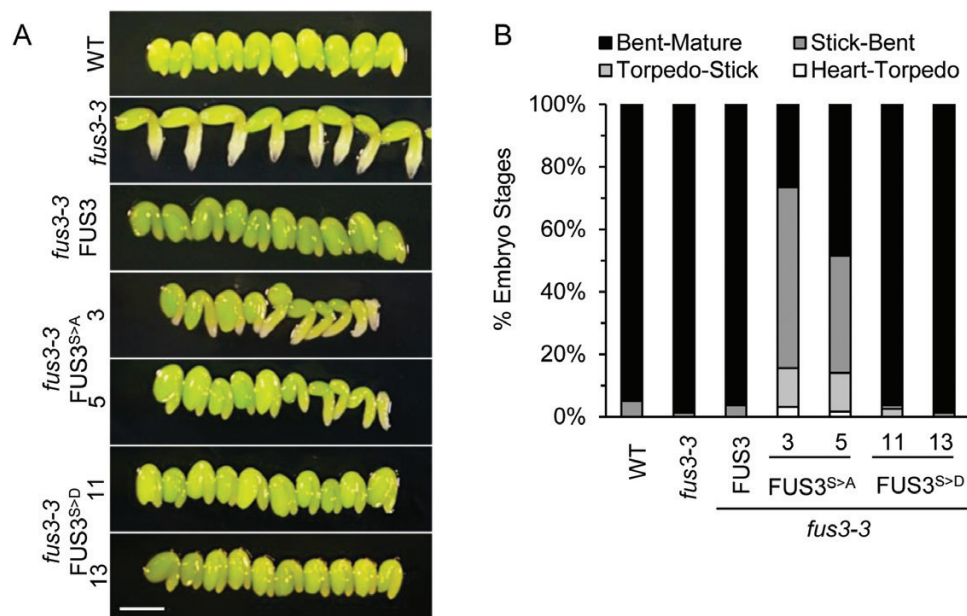 A
WT
fus3-3
fus3-3
FUS3
fus3-3
FUS3S>A
3
5
fus3-3
FUS3S>D
11
13
B
Bent-Mature
Stick-Bent
Torpedo-Stick
Heart-Torpedo
% Embryo Stages
100%
80%
60%
40%
20%
0%
WT
fus3-3
FUS3
3
5
11
13
FUS3S>A
FUS3S>D
fus3-3